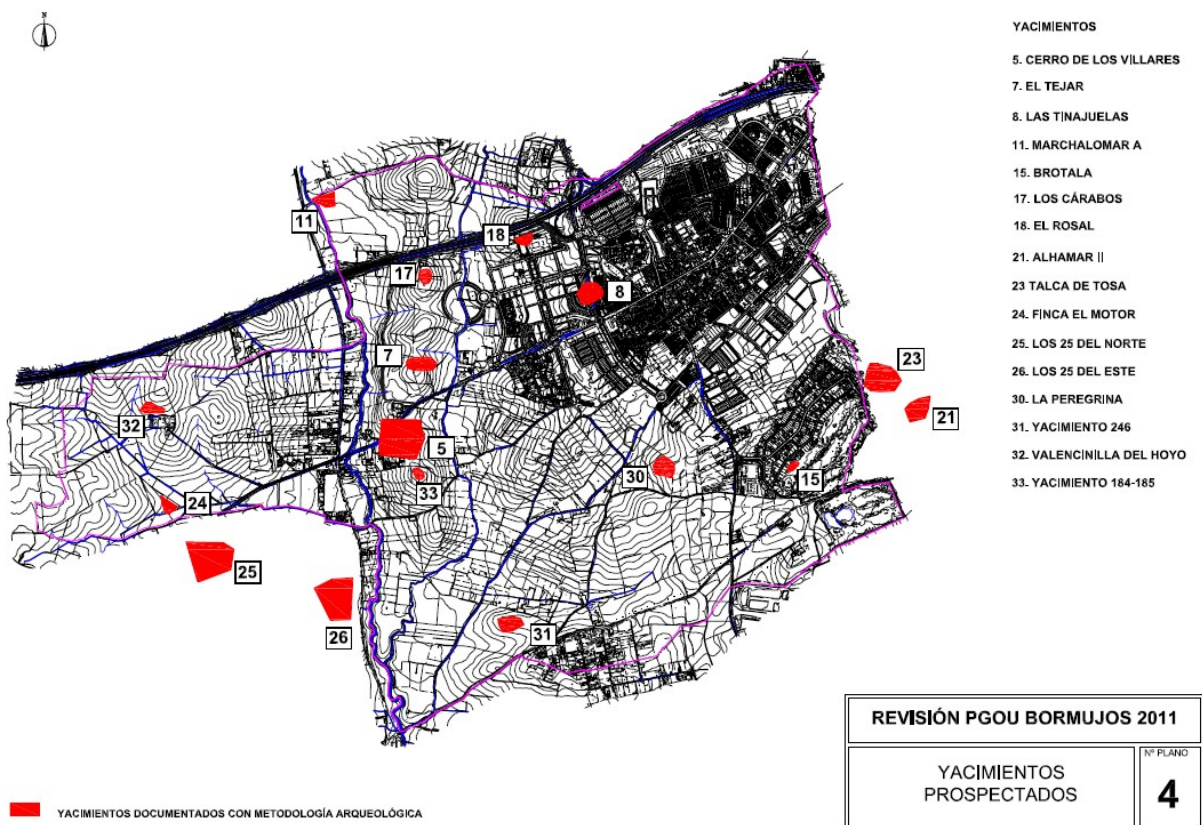 N
YACIMIENTOS
5. CERRO DE LOS VILLARES
7. EL TEJAR
8. LAS TINAJUELAS
11. MARCHALOMAR A
15. BROTALA
17. LOS CÁRABOS
18. EL ROSAL
21. ALHAMAR II
23 TALCA DE TOSA
24. FINCA EL MOTOR
25. LOS 25 DEL NORTE
26. LOS 25 DEL ESTE
30. LA PEREGRINA
31. YACIMIENTO 246
32. VALENCINILLA DEL HOYO
33. YACIMIENTO 184-185
11
18
17
8
7
23
21
32
5
30
15
33
24
25
26
31
REVISIÓN PGOU BORMUJOS 2011
YACIMIENTOS
PROSPECTADOS
Nº PLANO
4
YACIMIENTOS DOCUMENTADOS CON METODOLOGÍA ARQUEOLÓGICA